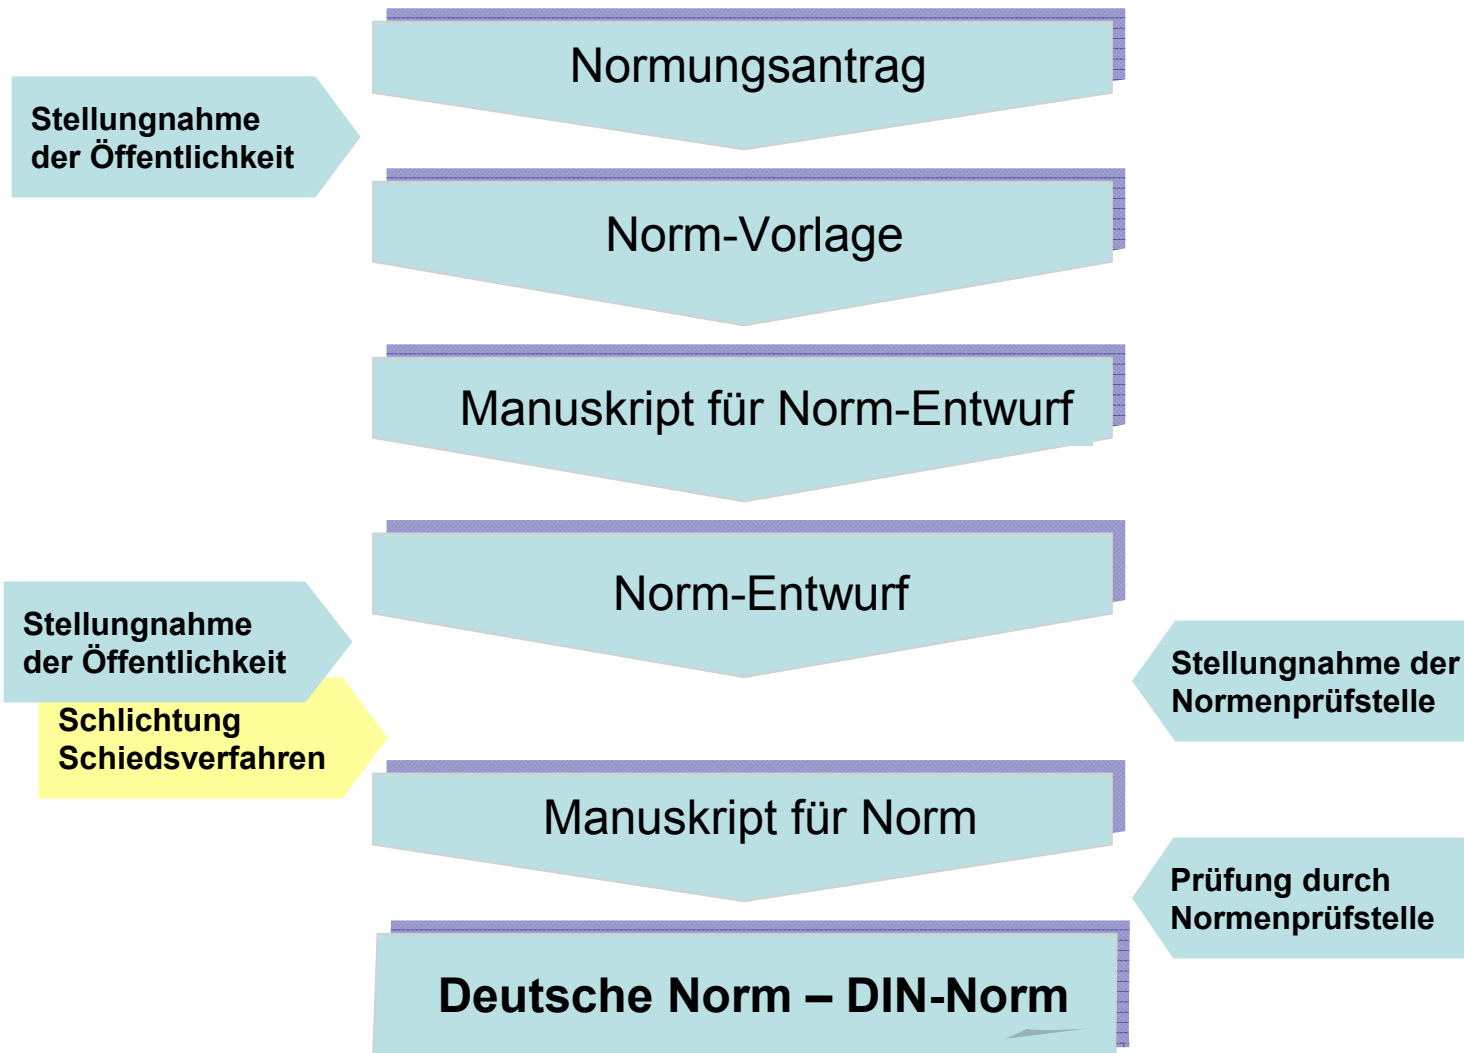 Normungsantrag
Stellungnahme
der Öffentlichkeit
Norm-Vorlage
Manuskript für Norm-Entwurf
Norm-Entwurf
Stellungnahme
der Öffentlichkeit
Stellungnahme der
Normenprüfstelle
Schlichtung
Schiedsverfahren
Manuskript für Norm
Prüfung durch
Normenprüfstelle
Deutsche Norm – DIN-Norm